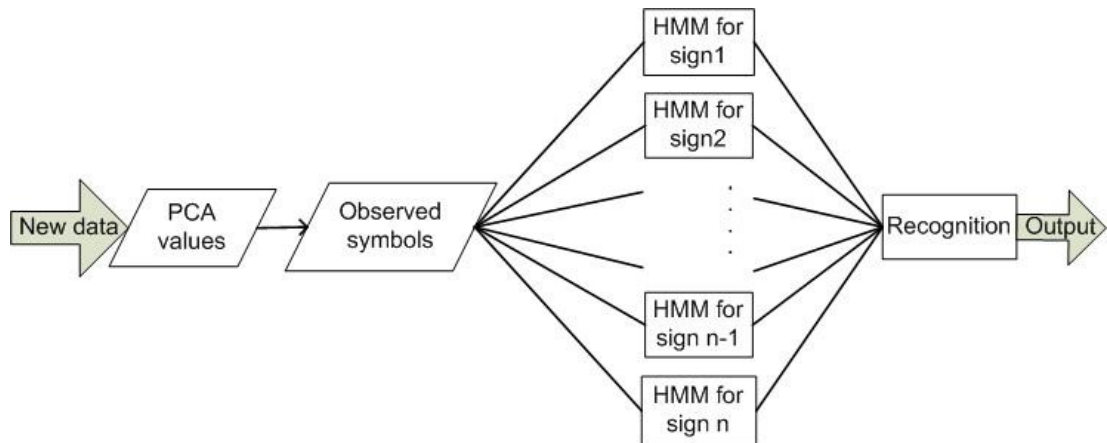 New data
PCA
values
Observed
symbols
HMM for
sign1
HMM for
sign2
HMM for
sign n-1
HMM for
sign n
Recognition
Output